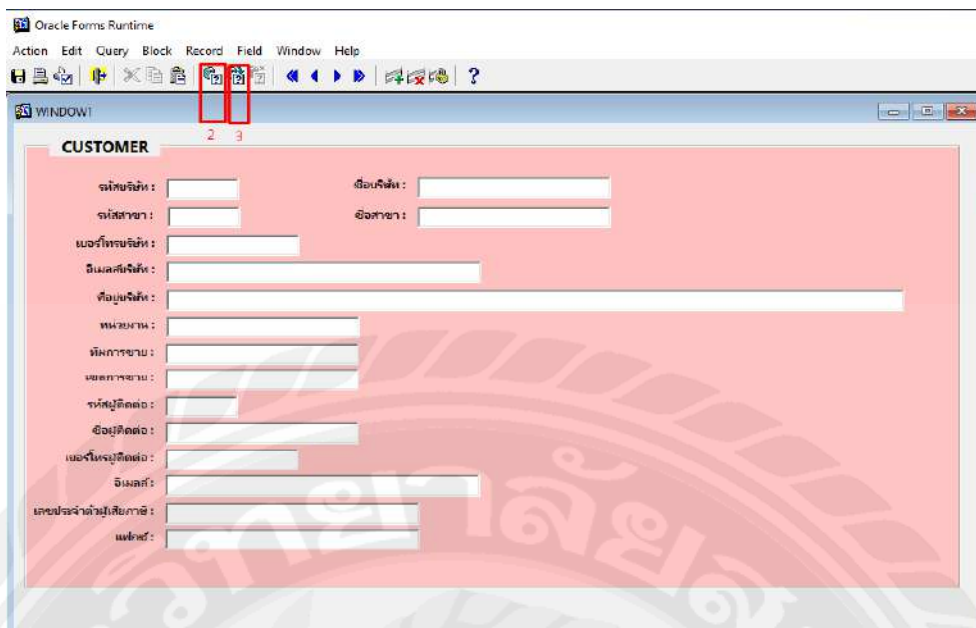 Oracle Forms Runtime
Action Edit Query Block Record Field Window Help
WINDOW1
2 3
CUSTOMER
รหัสบริษัท : ชื่อบริษัท :
รหัสสาขา : ชื่อสาขา :
เบอร์โทรบริษัท :
อีเมลล์บริษัท :
ที่อยู่บริษัท :
หน่วยงาน :
ทีมการขาย :
เขตการขาย :
รหัสผู้ติดต่อ :
ชื่อผู้ติดต่อ :
เบอร์โทรผู้ติดต่อ :
อีเมลล์ :
เลขประจำตัวผู้เสียภาษี :
แฟกซ์ :